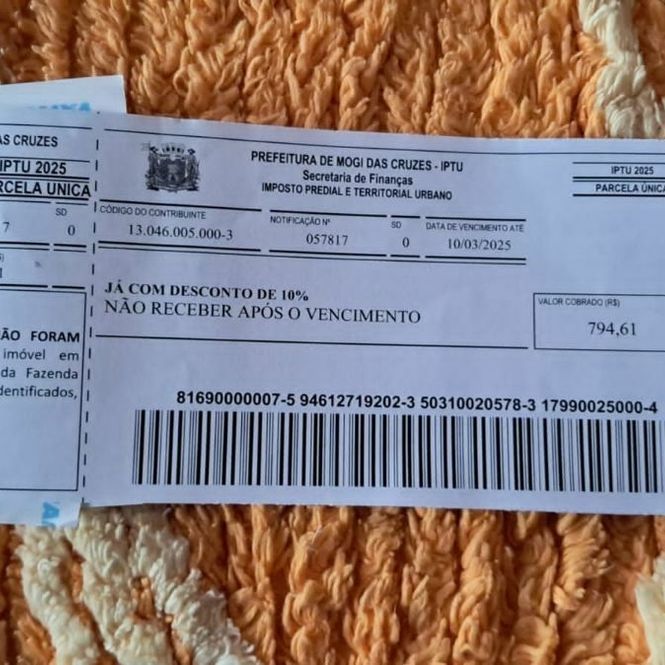 AS CRUZES
IPTU 2025
PARCELA ÚNICA
SD
7 0
ÃO FORAM
imóvel em
da Fazenda
dentificados,
PREFEITURA DE MOGI DAS CRUZES - IPTU
Secretaria de Finanças
IMPOSTO PREDIAL E TERRITORIAL URBANO
IPTU 2025
PARCELA ÚNICA
CÓDIGO DO CONTRIBUINTE
13.046.005.000-3
NOTIFICAÇÃO Nº
057817
SD
0
DATA DE VENCIMENTO ATÉ
10/03/2025
JÁ COM DESCONTO DE 10%
NÃO RECEBER APÓS O VENCIMENTO
VALOR COBRADO (R$)
794,61
81690000007-5 94612719202-3 50310020578-3 17990025000-4